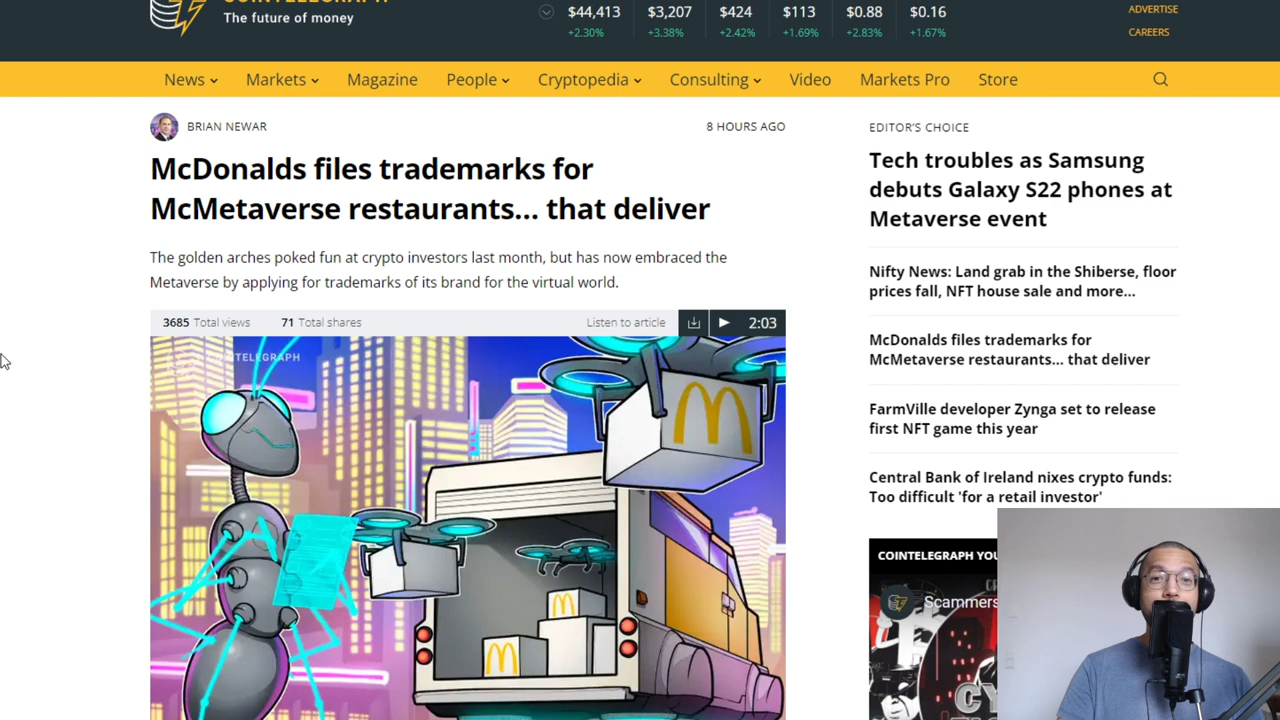 COINTELEGRAPH
The future of money
$44,413 $3,207 $424 $113 $0.88 $0.16
+2.30% +3.38% +2.42% +1.69% +2.83% +1.67%
ADVERTISE
CAREERS
News Markets Magazine People Cryptopedia Consulting Video Markets Pro Store
BRIAN NEWAR
8 HOURS AGO
McDonalds files trademarks for
McMetaverse restaurants... that deliver
The golden arches poked fun at crypto investors last month, but has now embraced the
Metaverse by applying for trademarks of its brand for the virtual world.
3685 Total views 71 Total shares Listen to article 2:03
COINTELEGRAPH
EDITOR'S CHOICE
Tech troubles as Samsung
debuts Galaxy S22 phones at
Metaverse event
Nifty News: Land grab in the Shiberse, floor
prices fall, NFT house sale and more...
McDonalds files trademarks for
McMetaverse restaurants... that deliver
FarmVille developer Zynga set to release
first NFT game this year
Central Bank of Ireland nixes crypto funds:
Too difficult 'for a retail investor'
COINTELEGRAPH YOU
Scammers